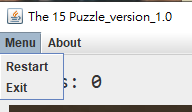 The 15 Puzzle_version_1.0
Menu About
Restart
s: 0
Exit